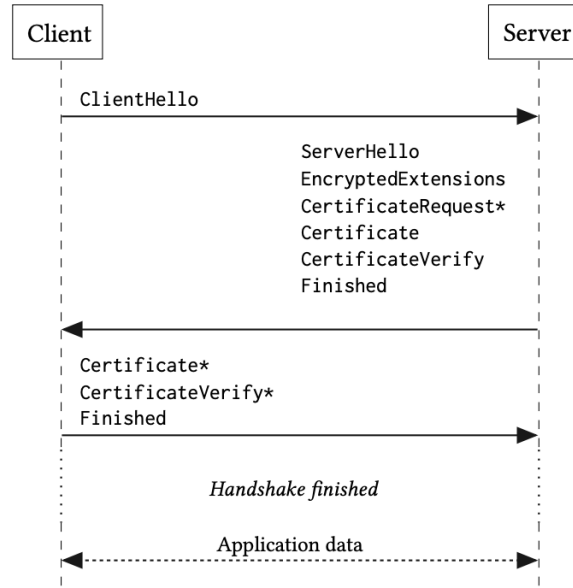 Client
Server
ClientHello
ServerHello
EncryptedExtensions
CertificateRequest*
Certificate
CertificateVerify
Finished
Certificate*
CertificateVerify*
Finished
Handshake finished
Application data